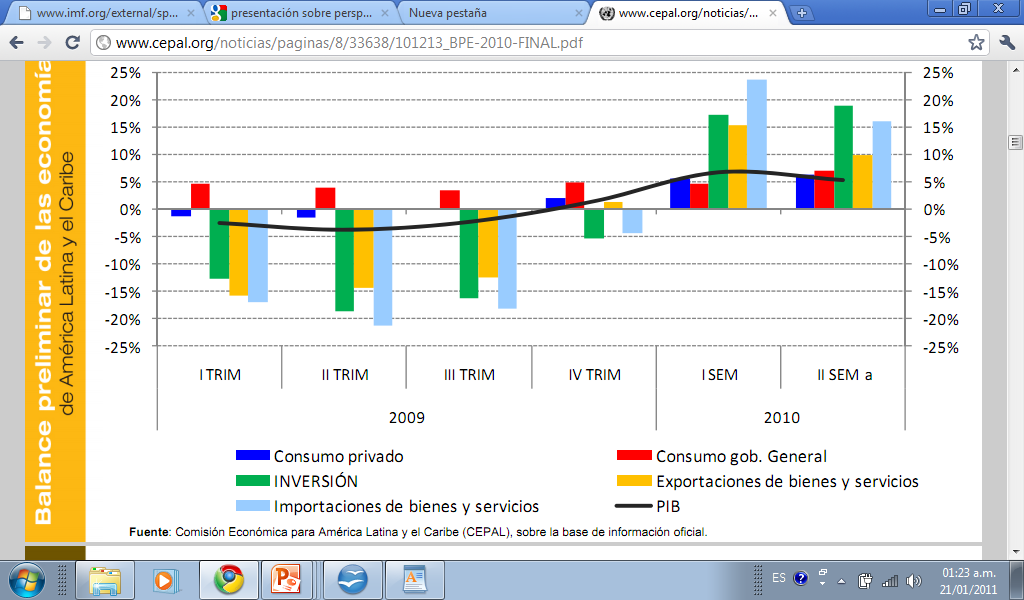 www.imf.org/external/sp...
presentación sobre persp...
Nueva pestaña
www.cepal.org/noticias/...
www.cepal.org/noticias/paginas/8/33638/101213_BPE-2010-FINAL.pdf
Balance preliminar de las economía
de América Latina y el Caribe
25% 25%
20% 20%
15% 15%
10% 10%
5% 5%
0% 0%
-5% -5%
-10% -10%
-15% -15%
-20% -20%
-25% -25%
I TRIM II TRIM III TRIM IV TRIM I SEM II SEM a
2009 2010
Consumo privado Consumo gob. General
INVERSIÓN Exportaciones de bienes y servicios
Importaciones de bienes y servicios PIB
Fuente: Comisión Económica para América Latina y el Caribe (CEPAL), sobre la base de información oficial.
ES
01:23 a.m.
21/01/2011